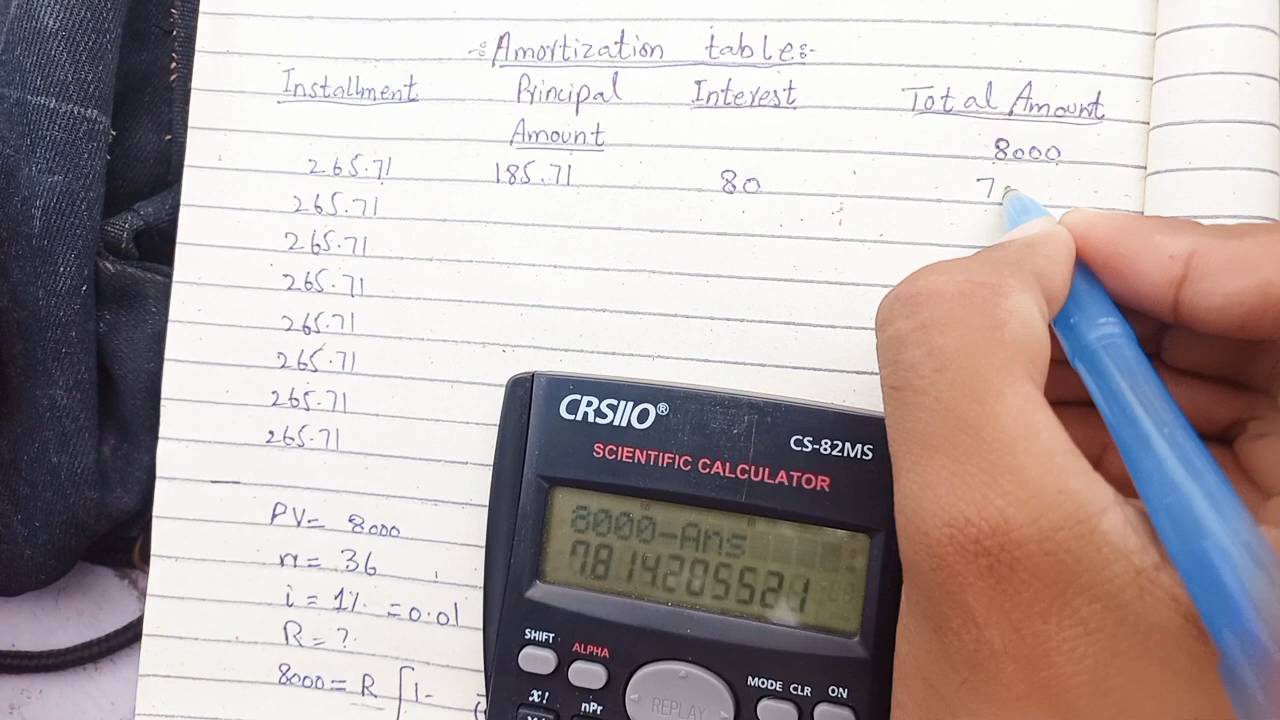 -: Amortization table :-
Installment Principal Interest Total Amount
Amount
8000
265.71 185.71 80 7
265.71
265.71
265.71
265.71
265.71
265.71
265.71
PV= 8000
n= 36
i = 1% = 0.01
R = ?
8000 = R [ 1-
CRSIIO®
CS-82MS
SCIENTIFIC CALCULATOR
8000-Ans
7814.285521
SHIFT ALPHA
MODE CLR ON
REPLAY
x! nPr